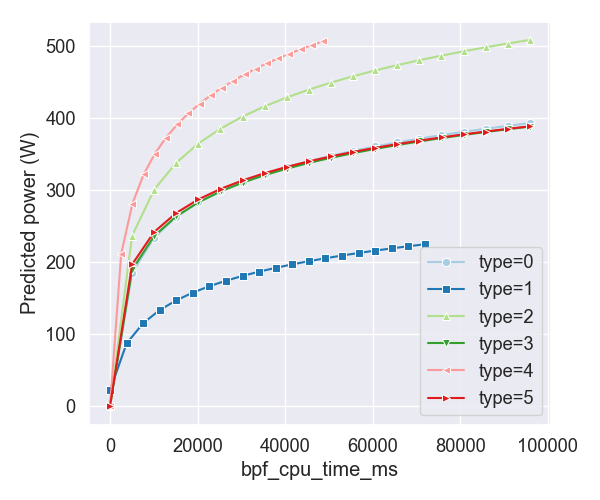 500
400
300
200
100
0
Predicted power (W)
type=0
type=1
type=2
type=3
type=4
type=5
0 20000 40000 60000 80000 100000
bpf_cpu_time_ms